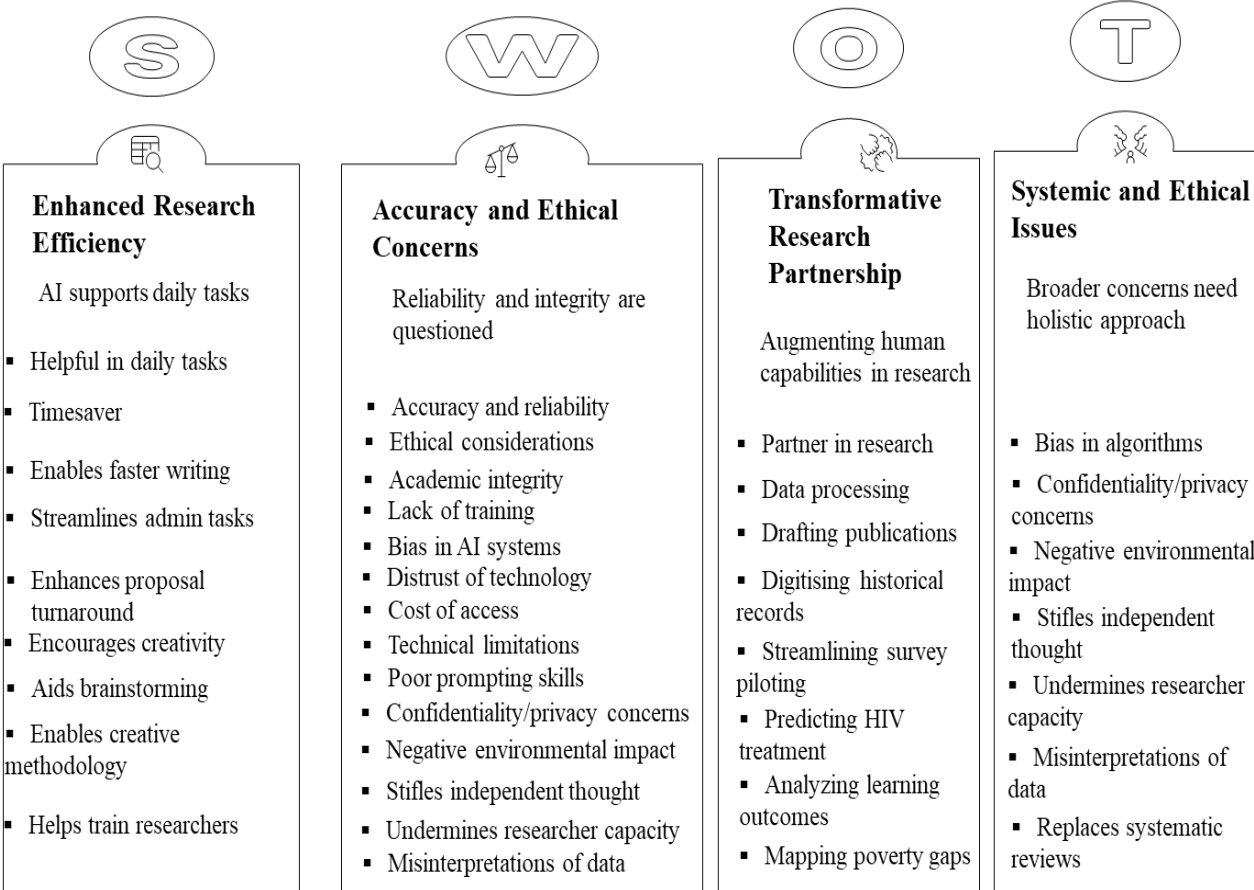 S
Enhanced Research
Efficiency
AI supports daily tasks
▪ Helpful in daily tasks
▪ Timesaver
▪ Enables faster writing
▪ Streamlines admin tasks
▪ Enhances proposal
turnaround
▪ Encourages creativity
▪ Aids brainstorming
▪ Enables creative
methodology
▪ Helps train researchers
W
Accuracy and Ethical
Concerns
Reliability and integrity are
questioned
▪ Accuracy and reliability
▪ Ethical considerations
▪ Academic integrity
▪ Lack of training
▪ Bias in AI systems
▪ Distrust of technology
▪ Cost of access
▪ Technical limitations
▪ Poor prompting skills
▪ Confidentiality/privacy concerns
▪ Negative environmental impact
▪ Stifles independent thought
▪ Undermines researcher capacity
▪ Misinterpretations of data
O
Transformative
Research
Partnership
Augmenting human
capabilities in research
▪ Partner in research
▪ Data processing
▪ Drafting publications
▪ Digitising historical
records
▪ Streamlining survey
piloting
▪ Predicting HIV
treatment
▪ Analyzing learning
outcomes
▪ Mapping poverty gaps
T
Systemic and Ethical
Issues
Broader concerns need
holistic approach
▪ Bias in algorithms
▪ Confidentiality/privacy
concerns
▪ Negative environmental
impact
▪ Stifles independent
thought
▪ Undermines researcher
capacity
▪ Misinterpretations of
data
▪ Replaces systematic
reviews